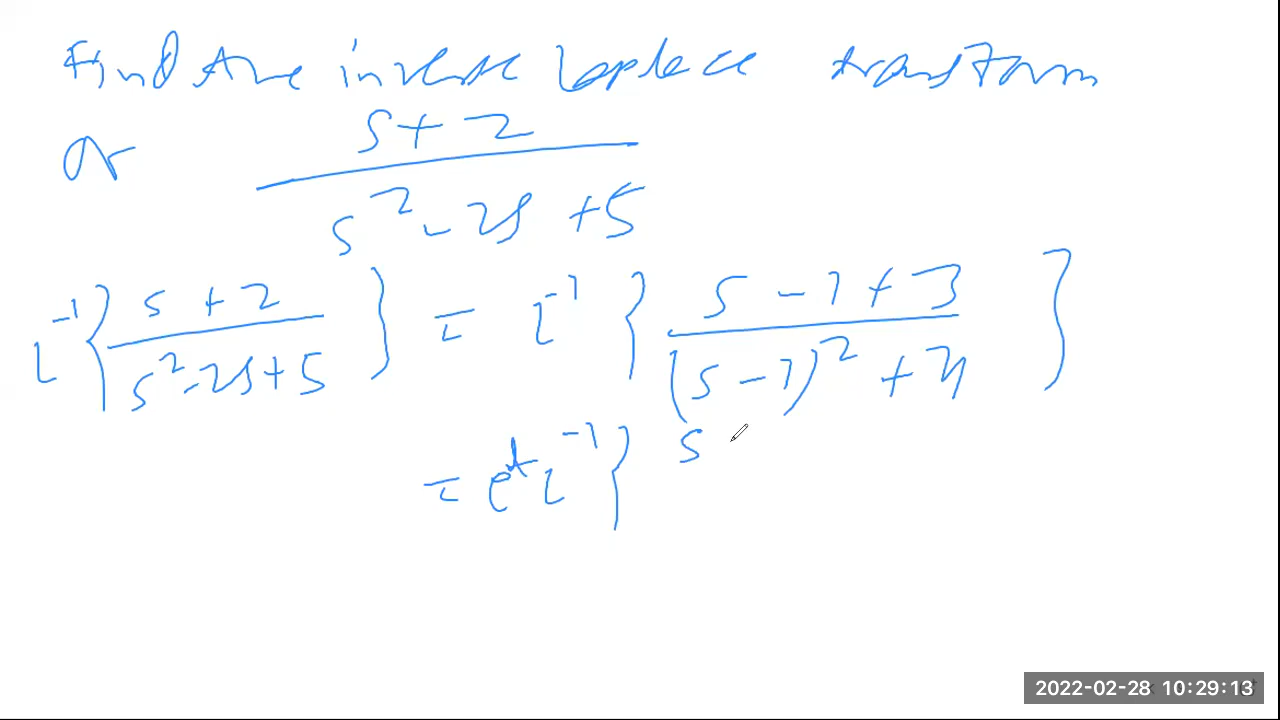 Find the inverse laplace transform
of (s + 2)/(s² - 2s + 5)
L⁻¹{(s + 2)/(s² - 2s + 5)} = L⁻¹{(s - 1 + 3)/((s - 1)² + 4)}
= eᵗ L⁻¹{ s
2022-02-28 10:29:13